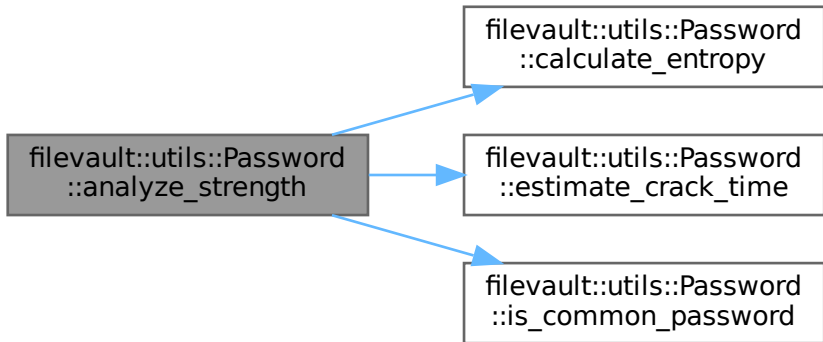 filevault::utils::Password
::analyze_strength
filevault::utils::Password
::calculate_entropy
filevault::utils::Password
::estimate_crack_time
filevault::utils::Password
::is_common_password